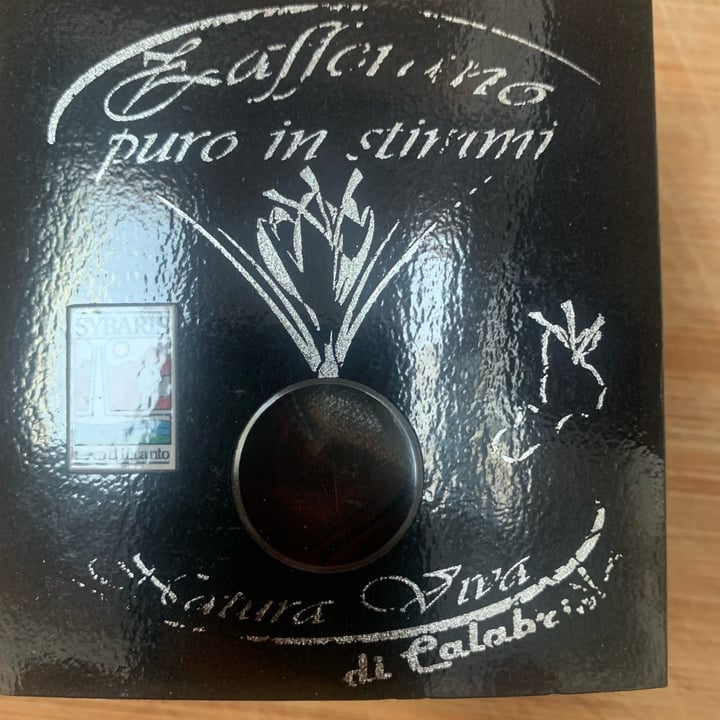 Zafferano
puro in stimmi
SYBARIS
Natura Viva
di Calabria